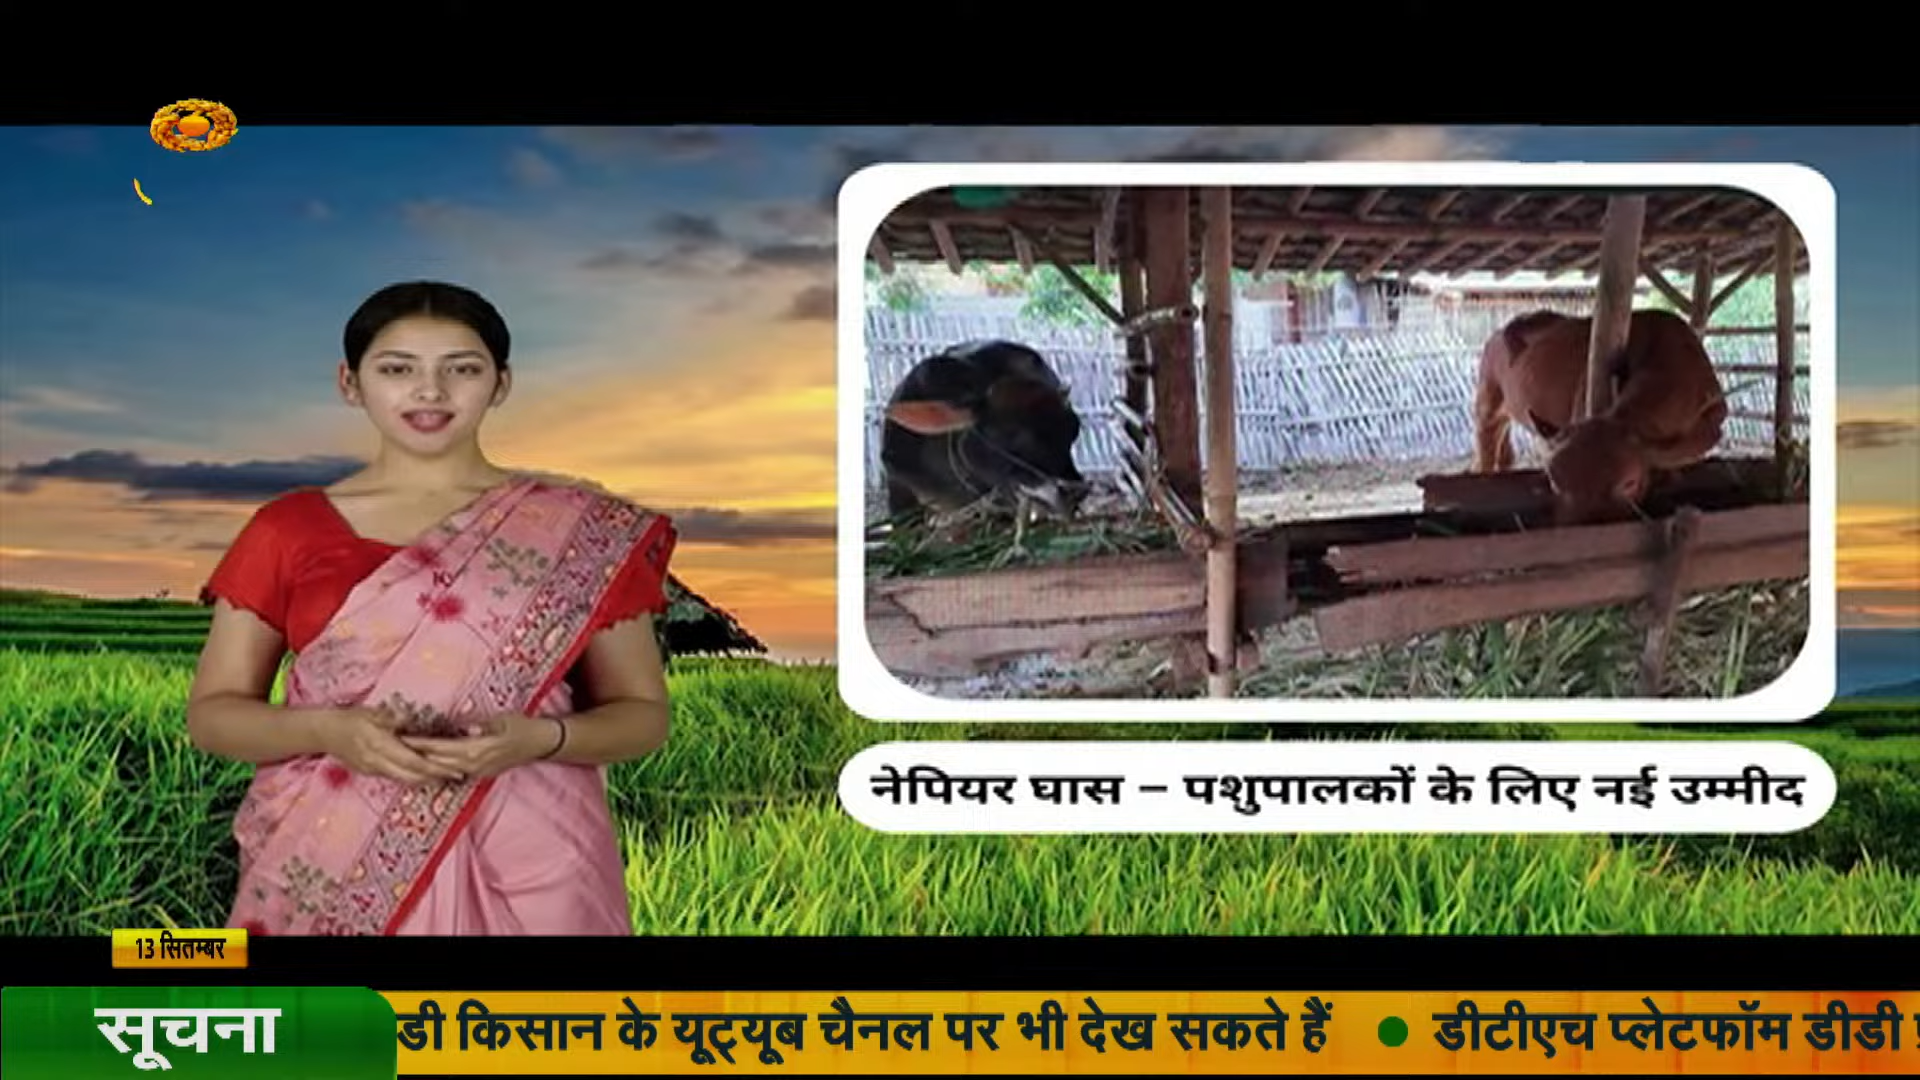 नेपियर घास – पशुपालकों के लिए नई उम्मीद
13 सितम्बर
सूचना
डी किसान के यूट्यूब चैनल पर भी देख सकते हैं ● डीटीएच प्लेटफॉम डीडी